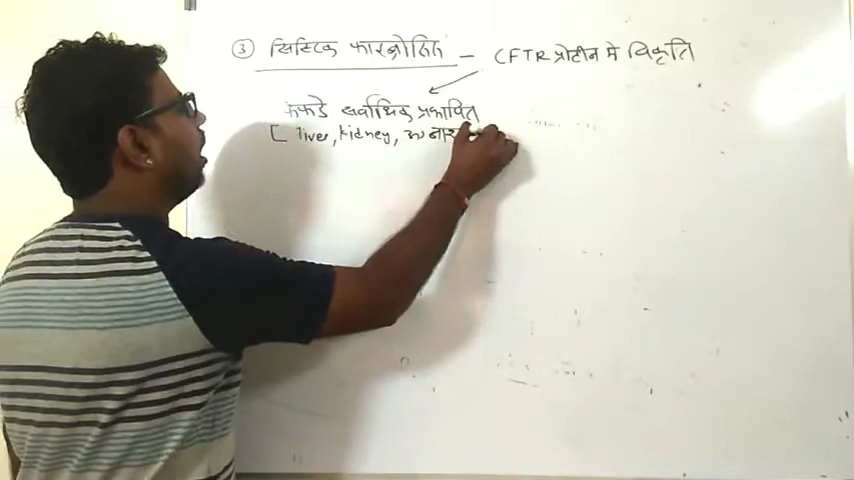 ③ सिस्टिक फाइब्रोसिस – CFTR प्रोटीन मे विकृति
फेफडे सर्वाधिक प्रभावित
[ liver, kidney,